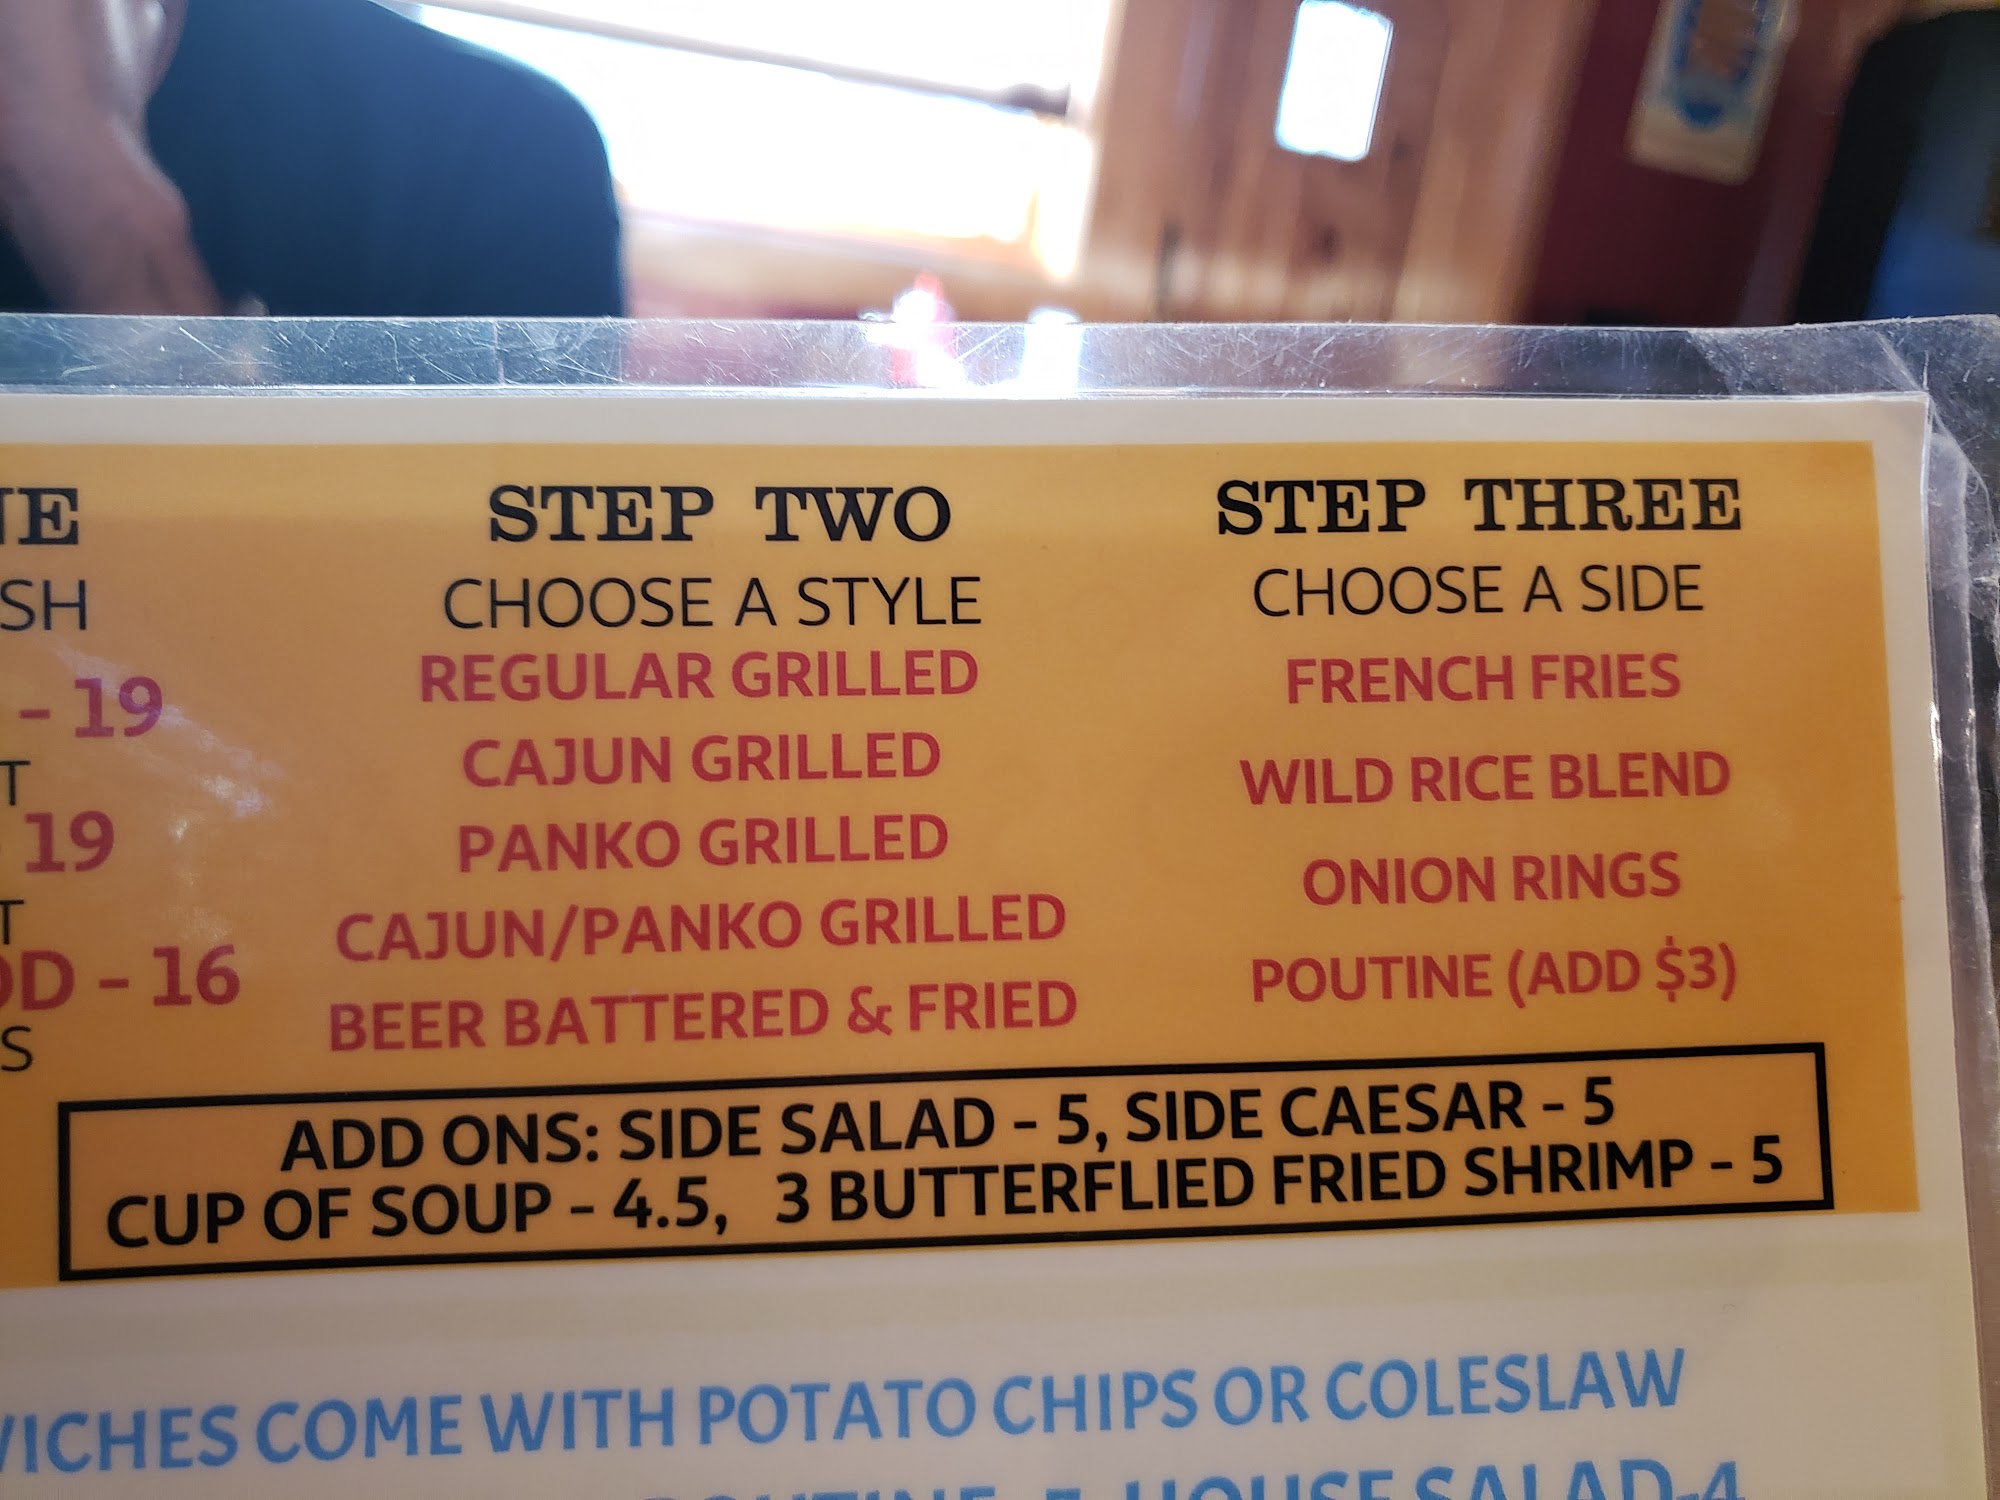 STEP TWO
CHOOSE A STYLE
REGULAR GRILLED
CAJUN GRILLED
PANKO GRILLED
CAJUN/PANKO GRILLED
BEER BATTERED & FRIED
STEP THREE
CHOOSE A SIDE
FRENCH FRIES
WILD RICE BLEND
ONION RINGS
POUTINE (ADD $3)
- 19
19
- 16
ADD ONS: SIDE SALAD - 5, SIDE CAESAR - 5
CUP OF SOUP - 4.5, 3 BUTTERFLIED FRIED SHRIMP - 5
COME WITH POTATO CHIPS OR COLESLAW
HOUSE SALAD-4